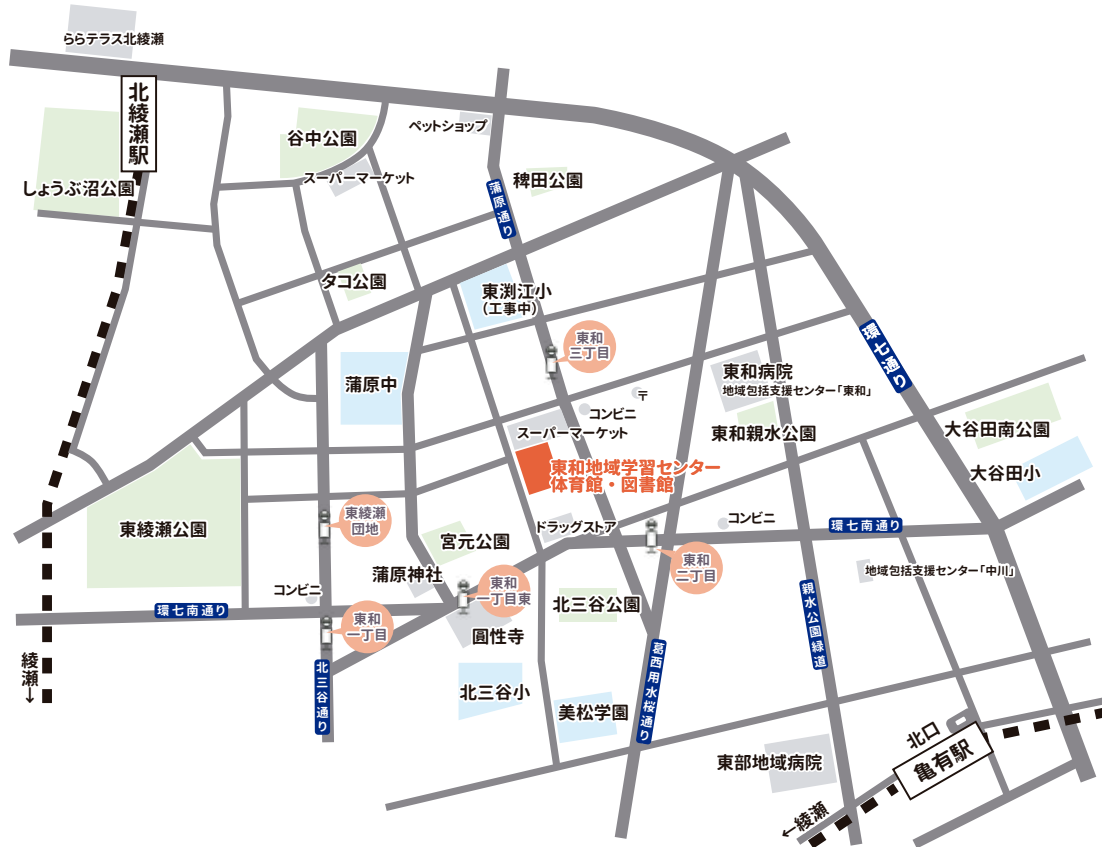 ららテラス北綾瀬
北綾瀬駅
しょうぶ沼公園
谷中公園
スーパーマーケット
ペットショップ
稗田公園
蒲原通り
タコ公園
東渕江小
（工事中）
東和
三丁目
環七通り
蒲原中
〒
コンビニ
スーパーマーケット
東和病院
地域包括支援センター「東和」
東和親水公園
大谷田南公園
大谷田小
東和地域学習センター
体育館・図書館
東綾瀬公園
東綾瀬
団地
宮元公園
ドラッグストア
コンビニ
環七南通り
東和
二丁目
地域包括支援センター「中川」
蒲原神社
コンビニ
環七南通り
東和
一丁目東
東和
一丁目
圓性寺
北三谷公園
親水公園緑道
綾瀬→
北三谷通り
北三谷小
美松学園
葛西用水桜通り
東部地域病院
北口
亀有駅
←綾瀬